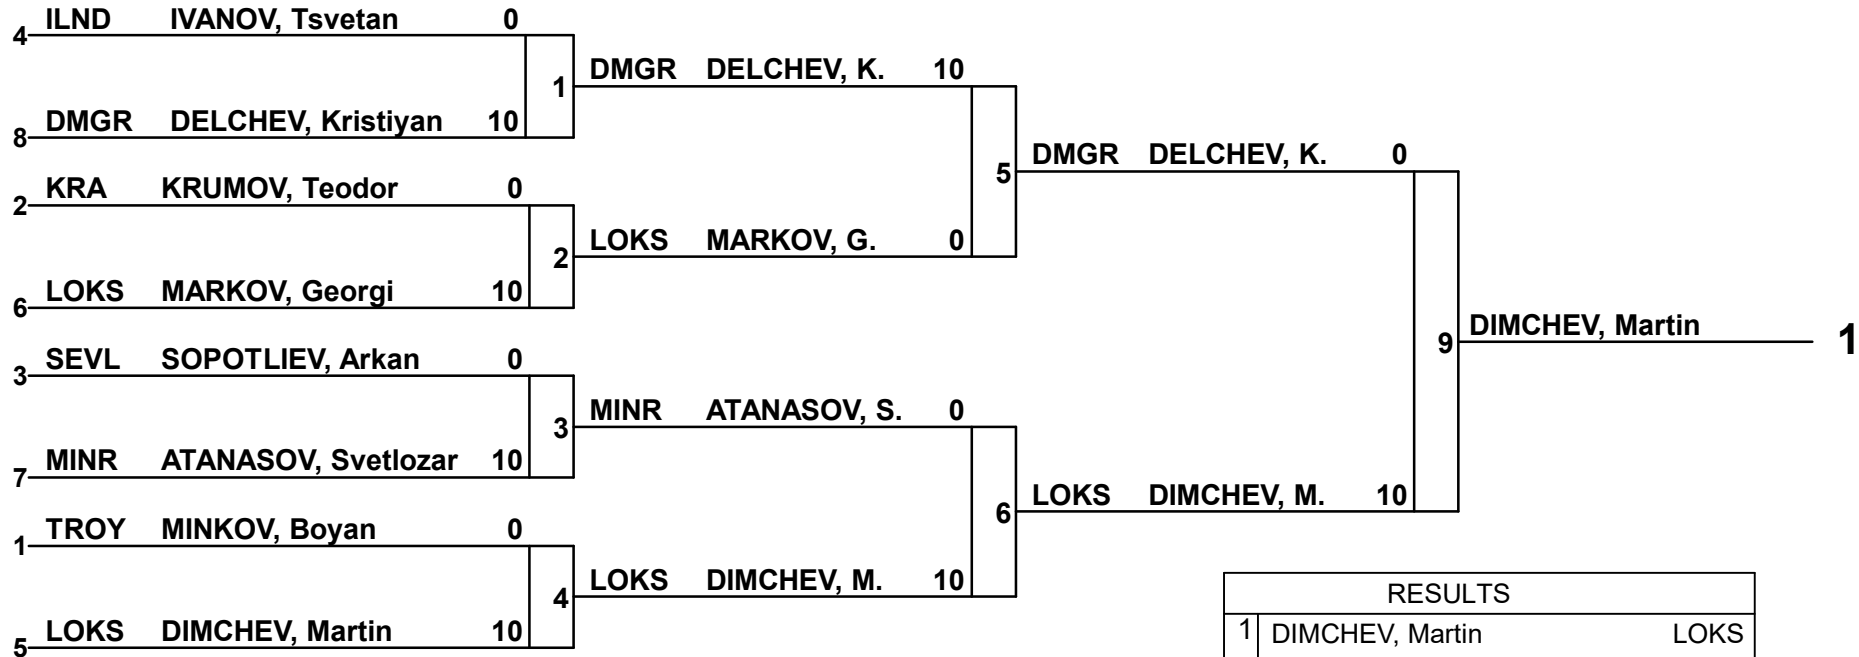 4 ILND IVANOV, Tsvetan 0
1 DMGR DELCHEV, K. 10
8 DMGR DELCHEV, Kristiyan 10
5 DMGR DELCHEV, K. 0
2 KRA KRUMOV, Teodor 0
2 LOKS MARKOV, G. 0
6 LOKS MARKOV, Georgi 10
9 DIMCHEV, Martin 1
3 SEVL SOPOTLIEV, Arkan 0
3 MINR ATANASOV, S. 0
7 MINR ATANASOV, Svetlozar 10
6 LOKS DIMCHEV, M. 10
1 TROY MINKOV, Boyan 0
4 LOKS DIMCHEV, M. 10
5 LOKS DIMCHEV, Martin 10
RESULTS
1 DIMCHEV, Martin LOKS